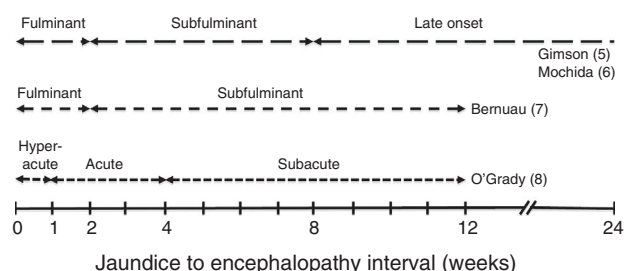 Fulminant Subfulminant Late onset
Gimson (5)
Mochida (6)
Fulminant Subfulminant
Bernuau (7)
Hyper-
acute Acute Subacute
O'Grady (8)
0 1 2 4 8 12 24
Jaundice to encephalopathy interval (weeks)